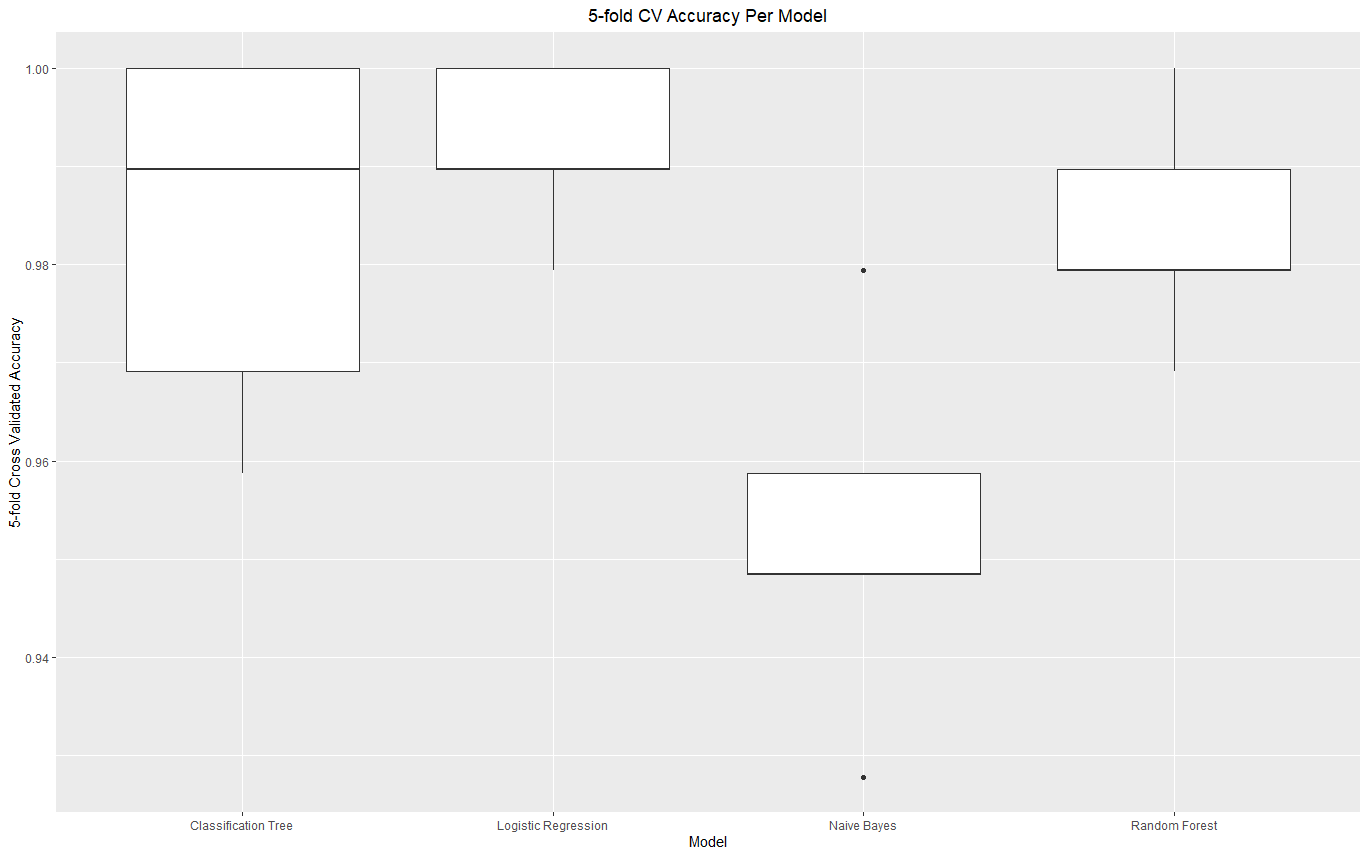 5-fold CV Accuracy Per Model
5-fold Cross Validated Accuracy
1.00
0.98
0.96
0.94
Classification Tree
Logistic Regression
Naive Bayes
Random Forest
Model